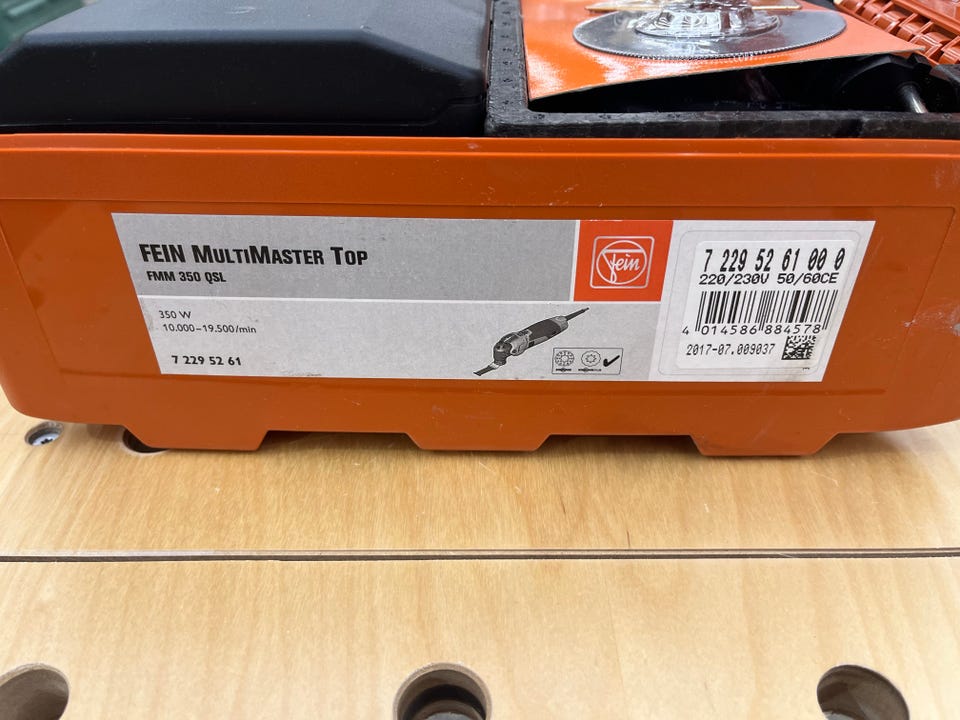 FEIN MULTIMASTER TOP
FMM 350 QSL
350 W
10.000–19.500/min
7 229 52 61
Fein
7 229 52 61 00 0
220/230V 50/60CE
4 014586 884578
2017-07.009037